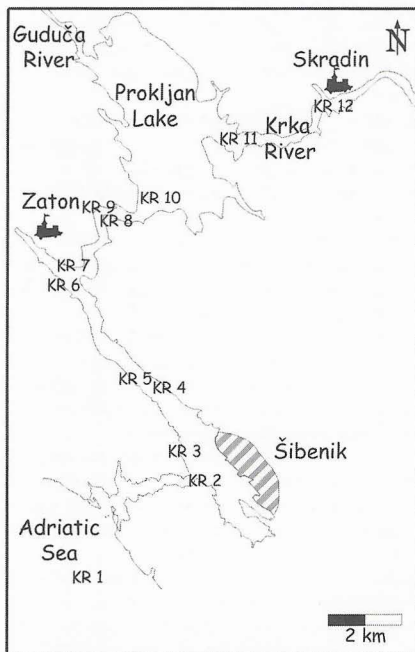 Guduča
River
N
Skradin
Prokljan
Lake
KR 12
Krka
River
KR 11
Zaton
KR 9
KR 10
KR 8
KR 7
KR 6
KR 5
KR 4
KR 3
Šibenik
KR 2
Adriatic
Sea
KR 1
2 km